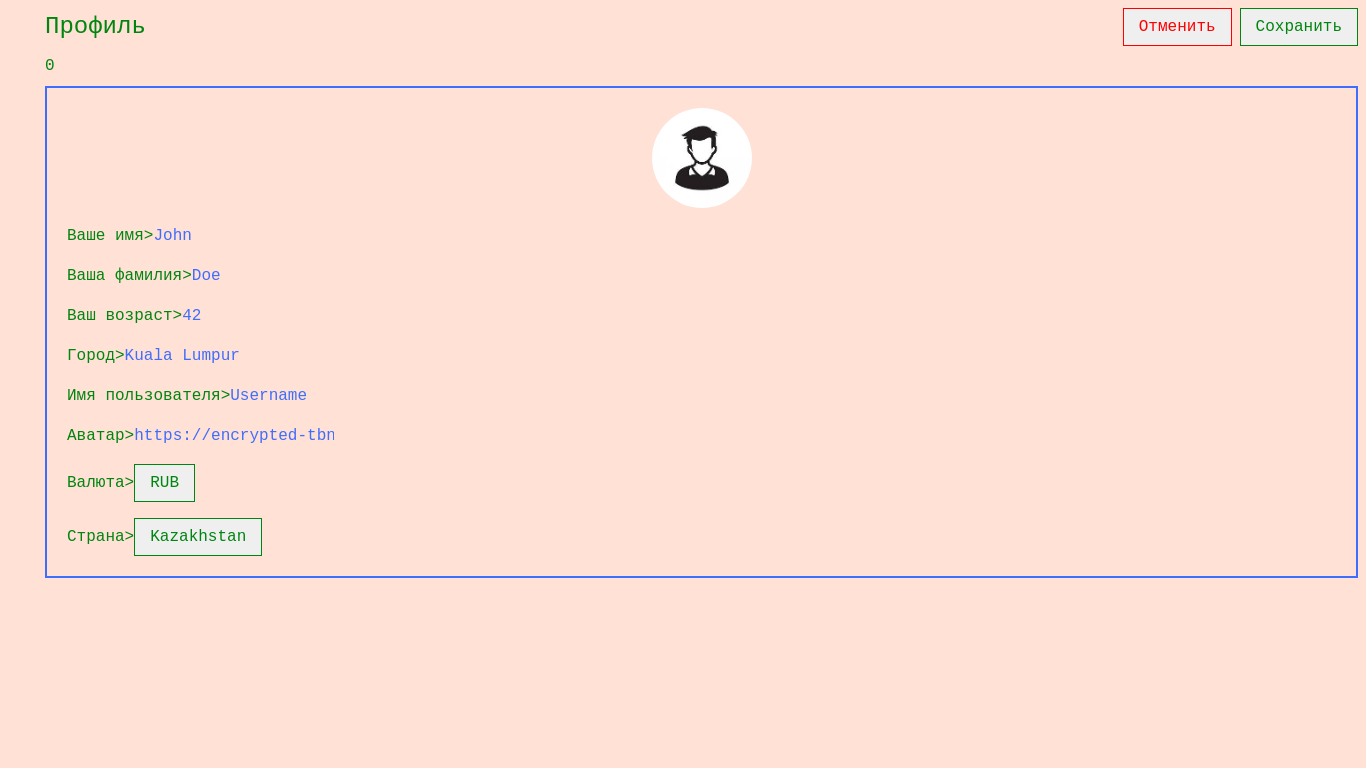 Профиль
Отменить
Сохранить
0
Ваше имя>John
Ваша фамилия>Doe
Ваш возраст>42
Город>Kuala Lumpur
Имя пользователя>Username
Аватар>https://encrypted-tbn
Валюта>RUB
Страна>Kazakhstan